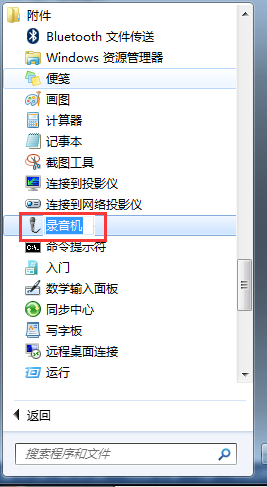 附件
Bluetooth 文件传送
Windows 资源管理器
便笺
画图
计算器
记事本
截图工具
连接到投影仪
连接到网络投影仪
录音机
命令提示符
入门
数学输入面板
同步中心
写字板
远程桌面连接
运行
返回
搜索程序和文件